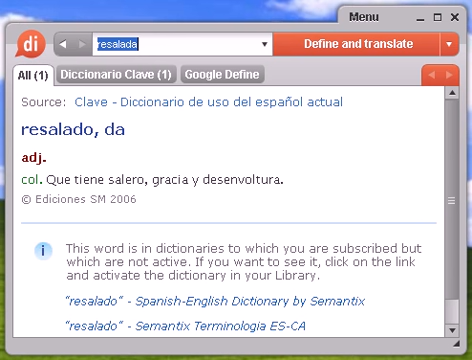 Menu
di
resalada
Define and translate
All (1)
Diccionario Clave (1)
Google Define
Source: Clave - Diccionario de uso del español actual
resalado, da
adj.
col. Que tiene salero, gracia y desenvoltura.
© Ediciones SM 2006
i
This word is in dictionaries to which you are subscribed but
which are not active. If you want to see it, click on the link
and activate the dictionary in your Library.
"resalado" - Spanish-English Dictionary by Semantix
"resalado" - Semantix Terminologia ES-CA